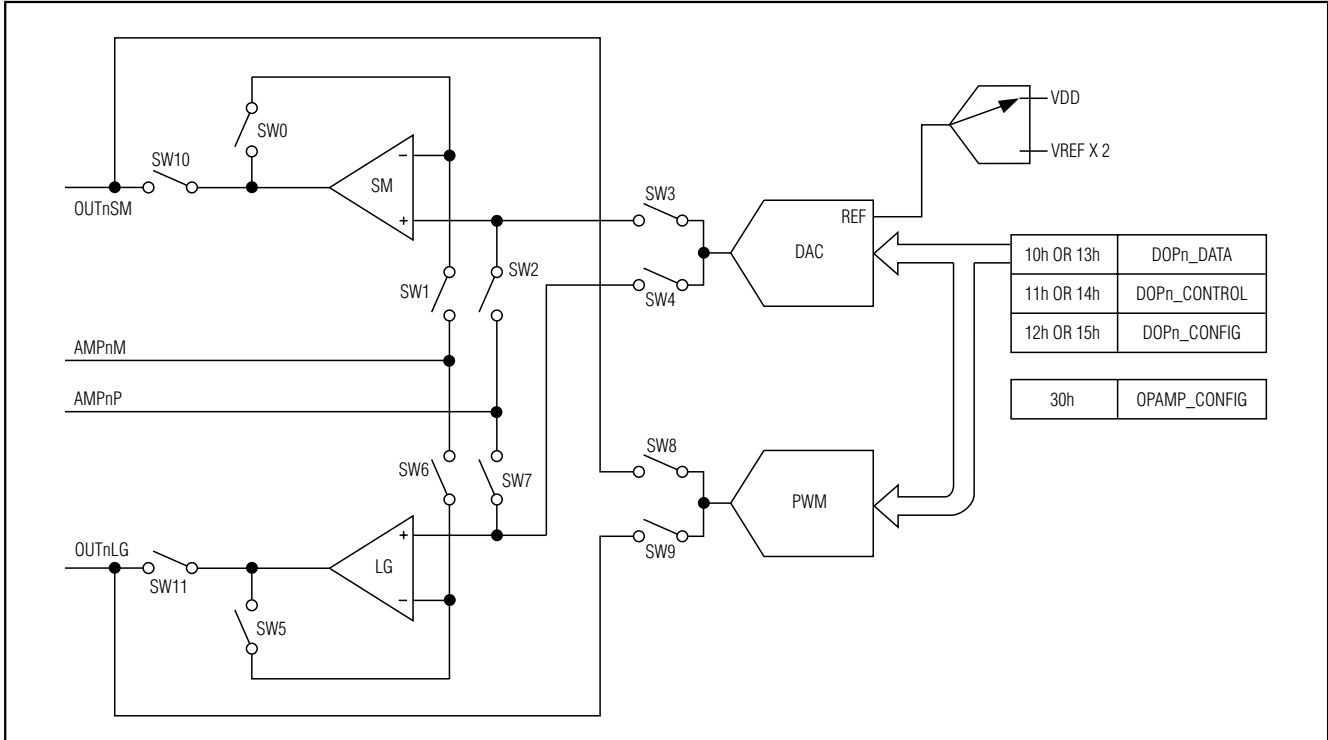 VDD
VREF X 2
SW0
SW10
OUTnSM
SM
−
+
SW3
SW4
REF
DAC
10h OR 13h DOPn_DATA
11h OR 14h DOPn_CONTROL
12h OR 15h DOPn_CONFIG
SW1
SW2
AMPnM
AMPnP
30h OPAMP_CONFIG
SW6
SW7
SW8
SW9
PWM
OUTnLG
SW11
LG
+
−
SW5